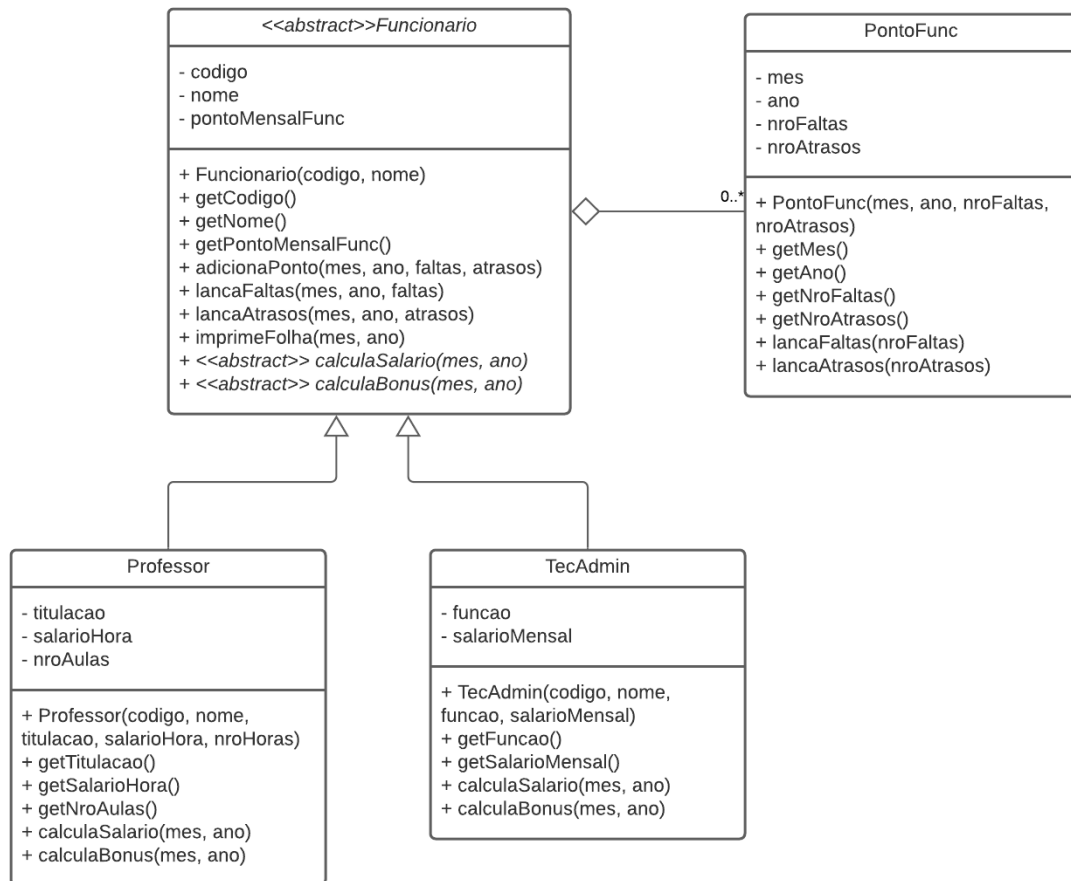 <<abstract>>Funcionario
- codigo
- nome
- pontoMensalFunc
+ Funcionario(codigo, nome)
+ getCodigo()
+ getNome()
+ getPontoMensalFunc()
+ adicionaPonto(mes, ano, faltas, atrasos)
+ lancaFaltas(mes, ano, faltas)
+ lancaAtrasos(mes, ano, atrasos)
+ imprimeFolha(mes, ano)
+ <<abstract>> calculaSalario(mes, ano)
+ <<abstract>> calculaBonus(mes, ano)
0..*
PontoFunc
- mes
- ano
- nroFaltas
- nroAtrasos
+ PontoFunc(mes, ano, nroFaltas,
nroAtrasos)
+ getMes()
+ getAno()
+ getNroFaltas()
+ getNroAtrasos()
+ lancaFaltas(nroFaltas)
+ lancaAtrasos(nroAtrasos)
Professor
- titulacao
- salarioHora
- nroAulas
+ Professor(codigo, nome,
titulacao, salarioHora, nroHoras)
+ getTitulacao()
+ getSalarioHora()
+ getNroAulas()
+ calculaSalario(mes, ano)
+ calculaBonus(mes, ano)
TecAdmin
- funcao
- salarioMensal
+ TecAdmin(codigo, nome,
funcao, salarioMensal)
+ getFuncao()
+ getSalarioMensal()
+ calculaSalario(mes, ano)
+ calculaBonus(mes, ano)